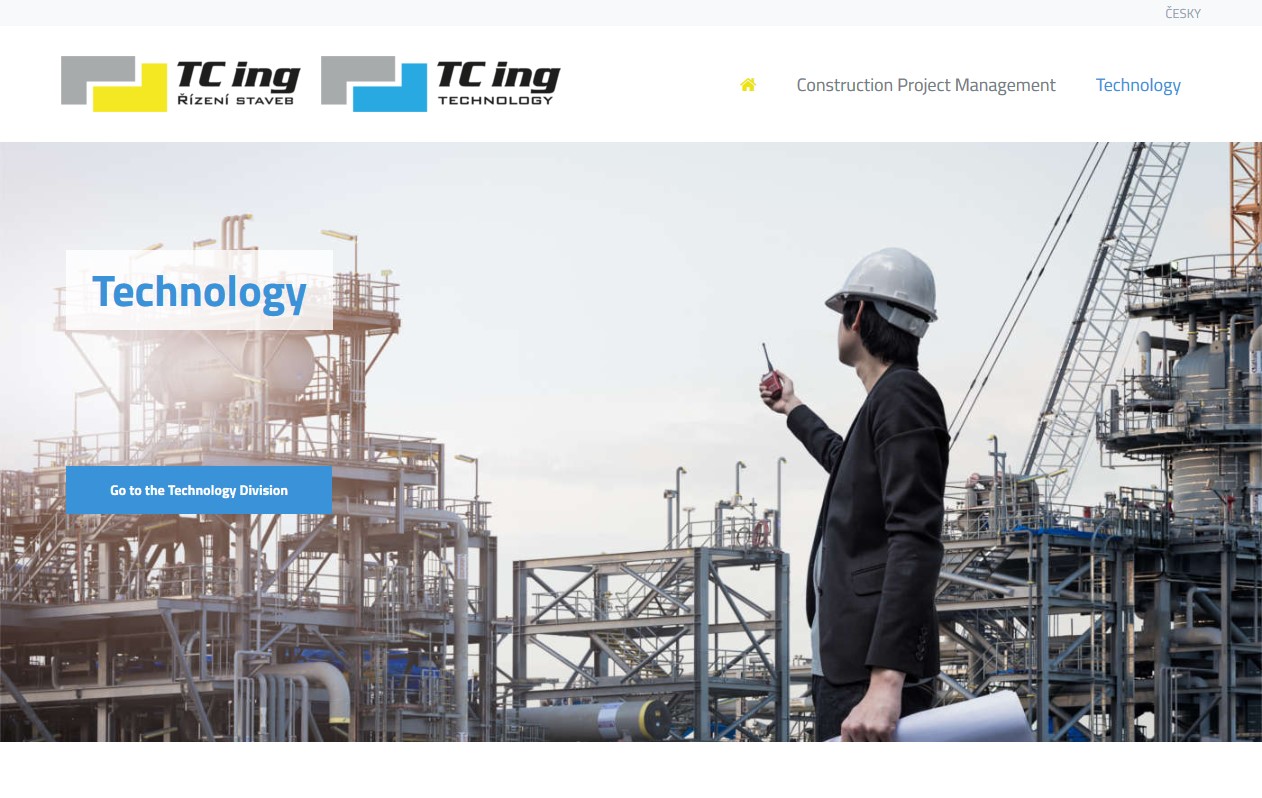 ČESKY
TC ing
ŘÍZENÍ STAVEB
TC ing
TECHNOLOGY
Construction Project Management
Technology
Technology
Go to the Technology Division